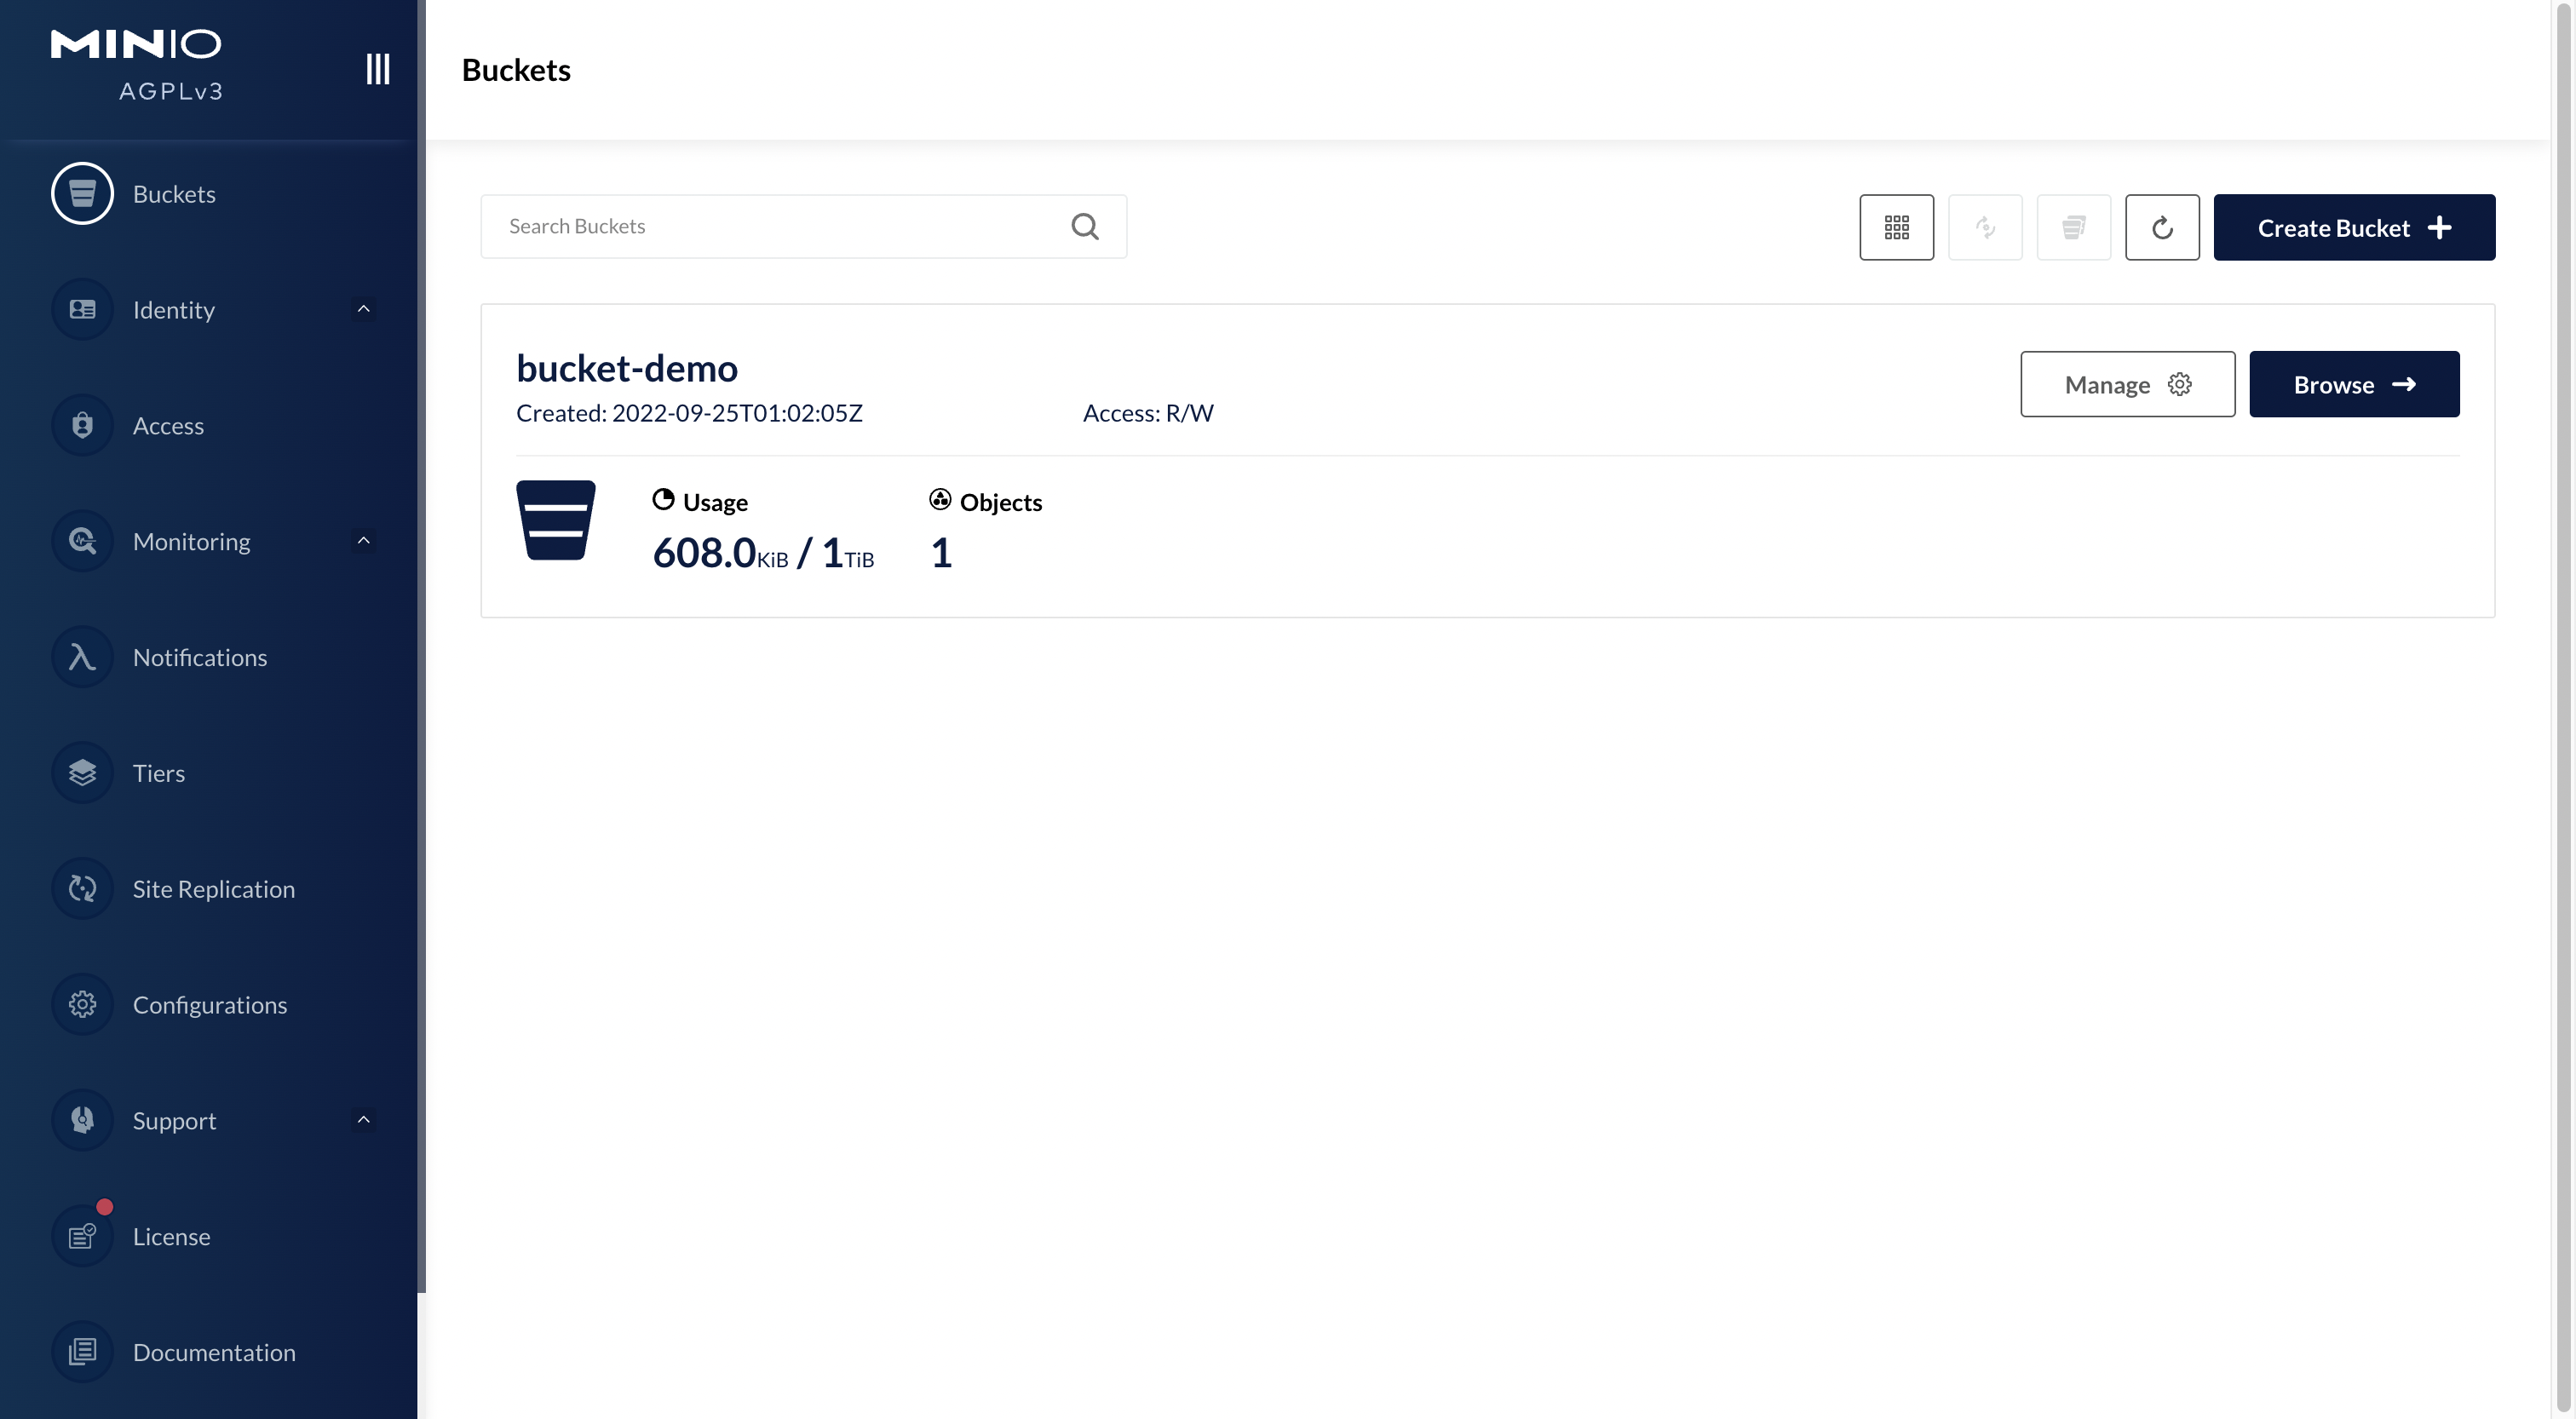 MINIO
AGPLv3
Buckets
Identity
Access
Monitoring
Notifications
Tiers
Site Replication
Configurations
Support
License
Documentation
Buckets
Search Buckets
Create Bucket
bucket-demo
Created: 2022-09-25T01:02:05Z Access: R/W
Manage
Browse
Usage Objects
608.0KiB / 1TiB 1